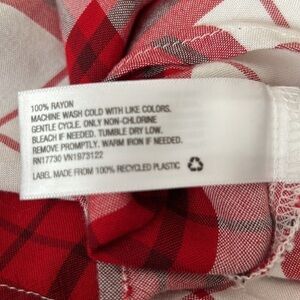 100% RAYON
MACHINE WASH COLD WITH LIKE COLORS.
GENTLE CYCLE. ONLY NON-CHLORINE
BLEACH IF NEEDED. TUMBLE DRY LOW.
REMOVE PROMPTLY. WARM IRON IF NEEDED.
RN17730 VN1973122
LABEL MADE FROM 100% RECYCLED PLASTIC